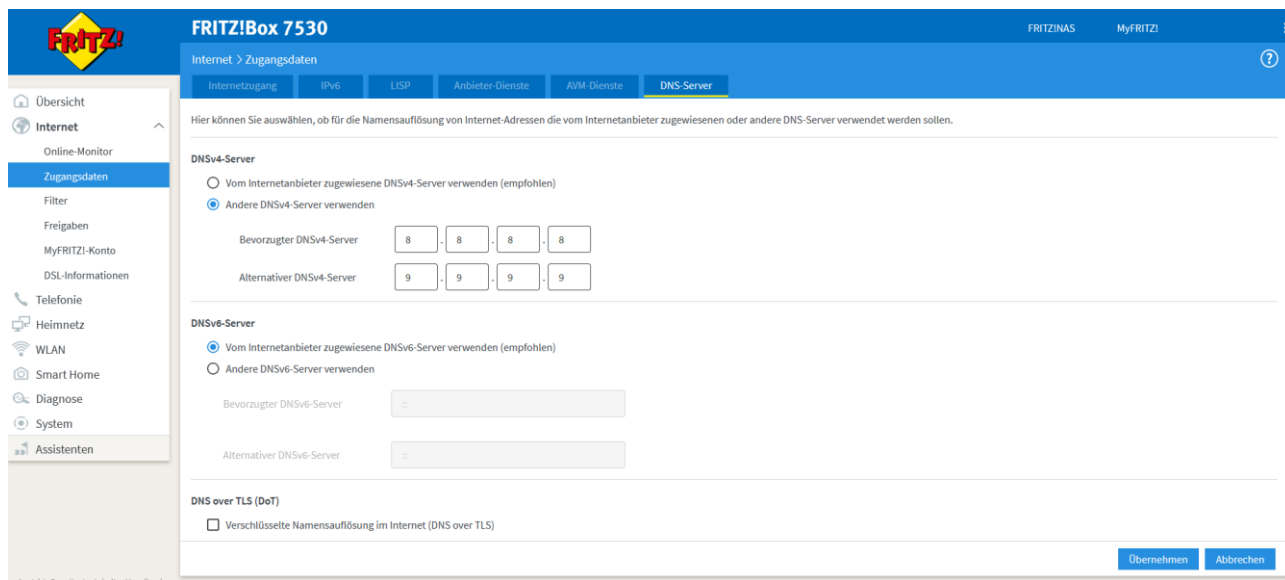 FRITZ!
FRITZ!Box 7530
FRITZ!NAS MyFRITZ!
Internet > Zugangsdaten
?
Internetzugang IPv6 LISP Anbieter-Dienste AVM-Dienste DNS-Server
Übersicht
Internet
Online-Monitor
Zugangsdaten
Filter
Freigaben
MyFRITZ!-Konto
DSL-Informationen
Telefonie
Heimnetz
WLAN
Smart Home
Diagnose
System
Assistenten
Hier können Sie auswählen, ob für die Namensauflösung von Internet-Adressen die vom Internetanbieter zugewiesenen oder andere DNS-Server verwendet werden sollen.
DNSv4-Server
Vom Internetanbieter zugewiesene DNSv4-Server verwenden (empfohlen)
Andere DNSv4-Server verwenden
Bevorzugter DNSv4-Server 8 . 8 . 8 . 8
Alternativer DNSv4-Server 9 . 9 . 9 . 9
DNSv6-Server
Vom Internetanbieter zugewiesene DNSv6-Server verwenden (empfohlen)
Andere DNSv6-Server verwenden
Bevorzugter DNSv6-Server ::
Alternativer DNSv6-Server ::
DNS over TLS (DoT)
Verschlüsselte Namensauflösung im Internet (DNS over TLS)
Übernehmen Abbrechen